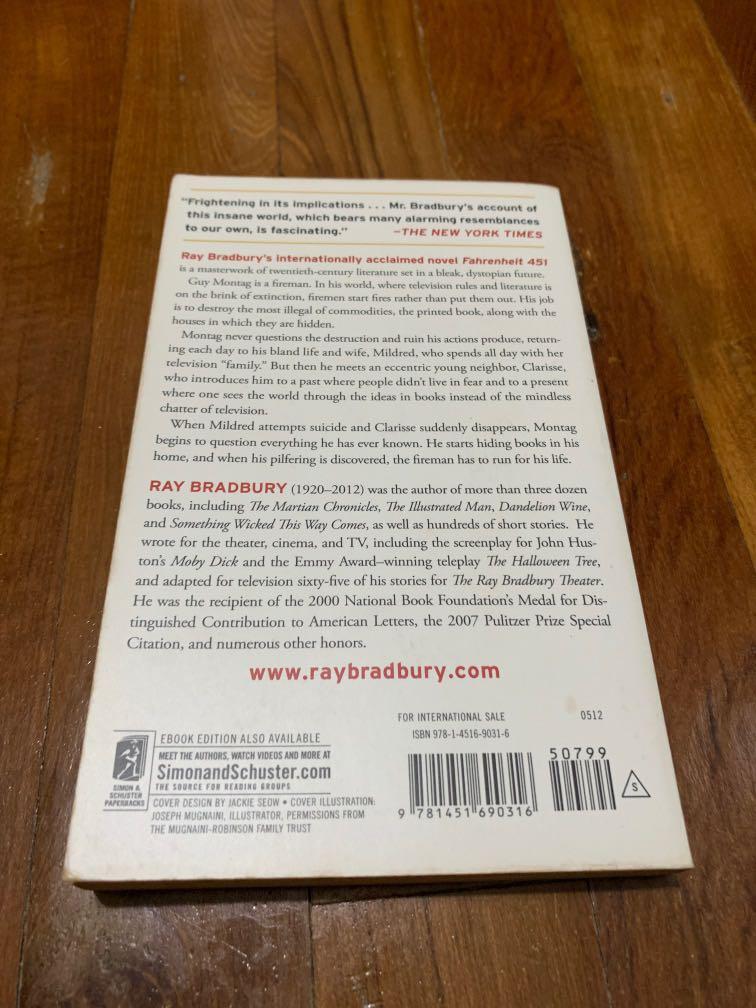 "Frightening in its implications . . . Mr. Bradbury's account of
this insane world, which bears many alarming resemblances
to our own, is fascinating." —THE NEW YORK TIMES
Ray Bradbury's internationally acclaimed novel Fahrenheit 451
is a masterwork of twentieth-century literature set in a bleak, dystopian future.
Guy Montag is a fireman. In his world, where television rules and literature is
on the brink of extinction, firemen start fires rather than put them out. His job
is to destroy the most illegal of commodities, the printed book, along with the
houses in which they are hidden.
Montag never questions the destruction and ruin his actions produce, return-
ing each day to his bland life and wife, Mildred, who spends all day with her
television "family." But then he meets an eccentric young neighbor, Clarisse,
who introduces him to a past where people didn't live in fear and to a present
where one sees the world through the ideas in books instead of the mindless
chatter of television.
When Mildred attempts suicide and Clarisse suddenly disappears, Montag
begins to question everything he has ever known. He starts hiding books in his
home, and when his pilfering is discovered, the fireman has to run for his life.
RAY BRADBURY (1920–2012) was the author of more than three dozen
books, including The Martian Chronicles, The Illustrated Man, Dandelion Wine,
and Something Wicked This Way Comes, as well as hundreds of short stories. He
wrote for the theater, cinema, and TV, including the screenplay for John Hus-
ton's Moby Dick and the Emmy Award–winning teleplay The Halloween Tree,
and adapted for television sixty-five of his stories for The Ray Bradbury Theater.
He was the recipient of the 2000 National Book Foundation's Medal for Dis-
tinguished Contribution to American Letters, the 2007 Pulitzer Prize Special
Citation, and numerous other honors.
www.raybradbury.com
SIMON &
SCHUSTER
PAPERBACKS
EBOOK EDITION ALSO AVAILABLE
MEET THE AUTHORS, WATCH VIDEOS AND MORE AT
SimonandSchuster.com
THE SOURCE FOR READING GROUPS
COVER DESIGN BY JACKIE SEOW • COVER ILLUSTRATION:
JOSEPH MUGNAINI, ILLUSTRATOR, PERMISSIONS FROM
THE MUGNAINI-ROBINSON FAMILY TRUST
FOR INTERNATIONAL SALE 0512
ISBN 978-1-4516-9031-6
50799
9 781451 690316
S